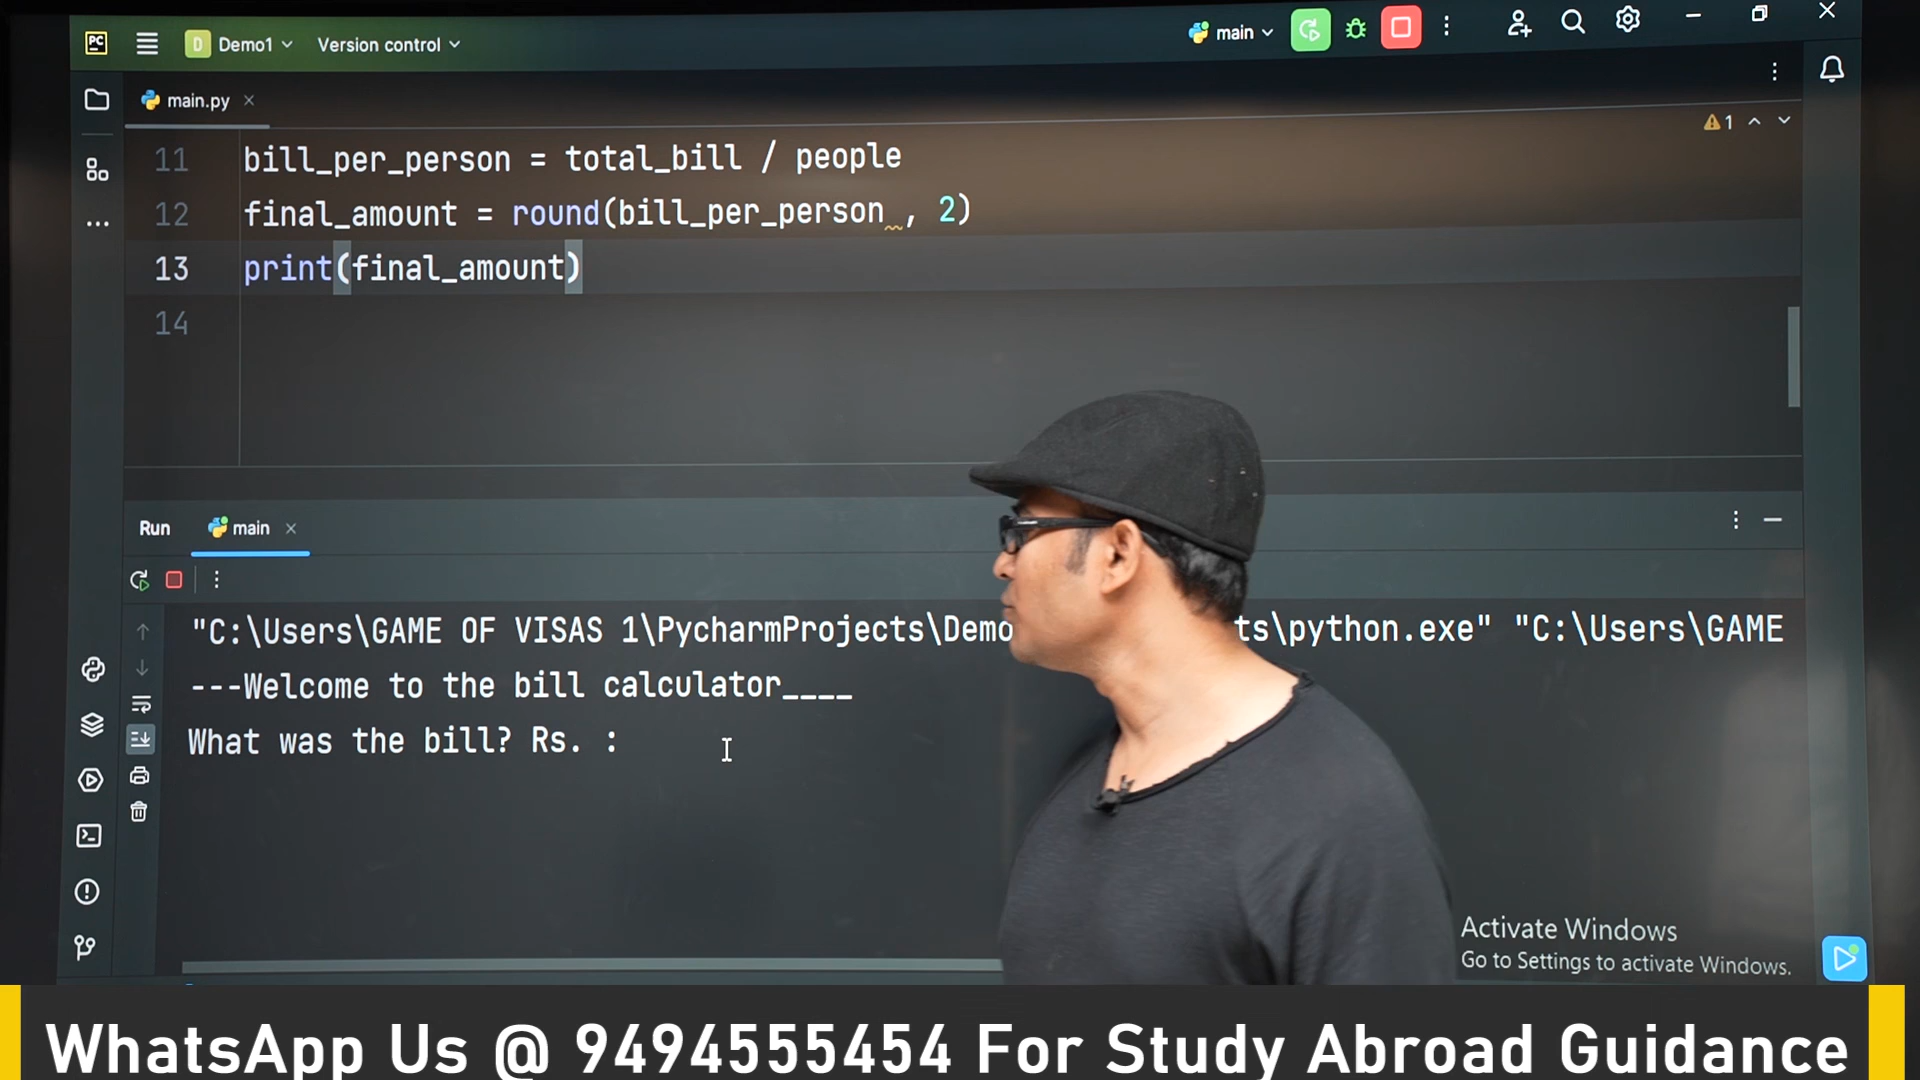 PC D Demo1 Version control main
main.py
1
11 bill_per_person = total_bill / people
12 final_amount = round(bill_per_person , 2)
13 print(final_amount)
14
Run main
"C:\Users\GAME OF VISAS 1\PycharmProjects\Demo ts\python.exe" "C:\Users\GAME
---Welcome to the bill calculator____
What was the bill? Rs. :
Activate Windows
Go to Settings to activate Windows.
WhatsApp Us @ 9494555454 For Study Abroad Guidance